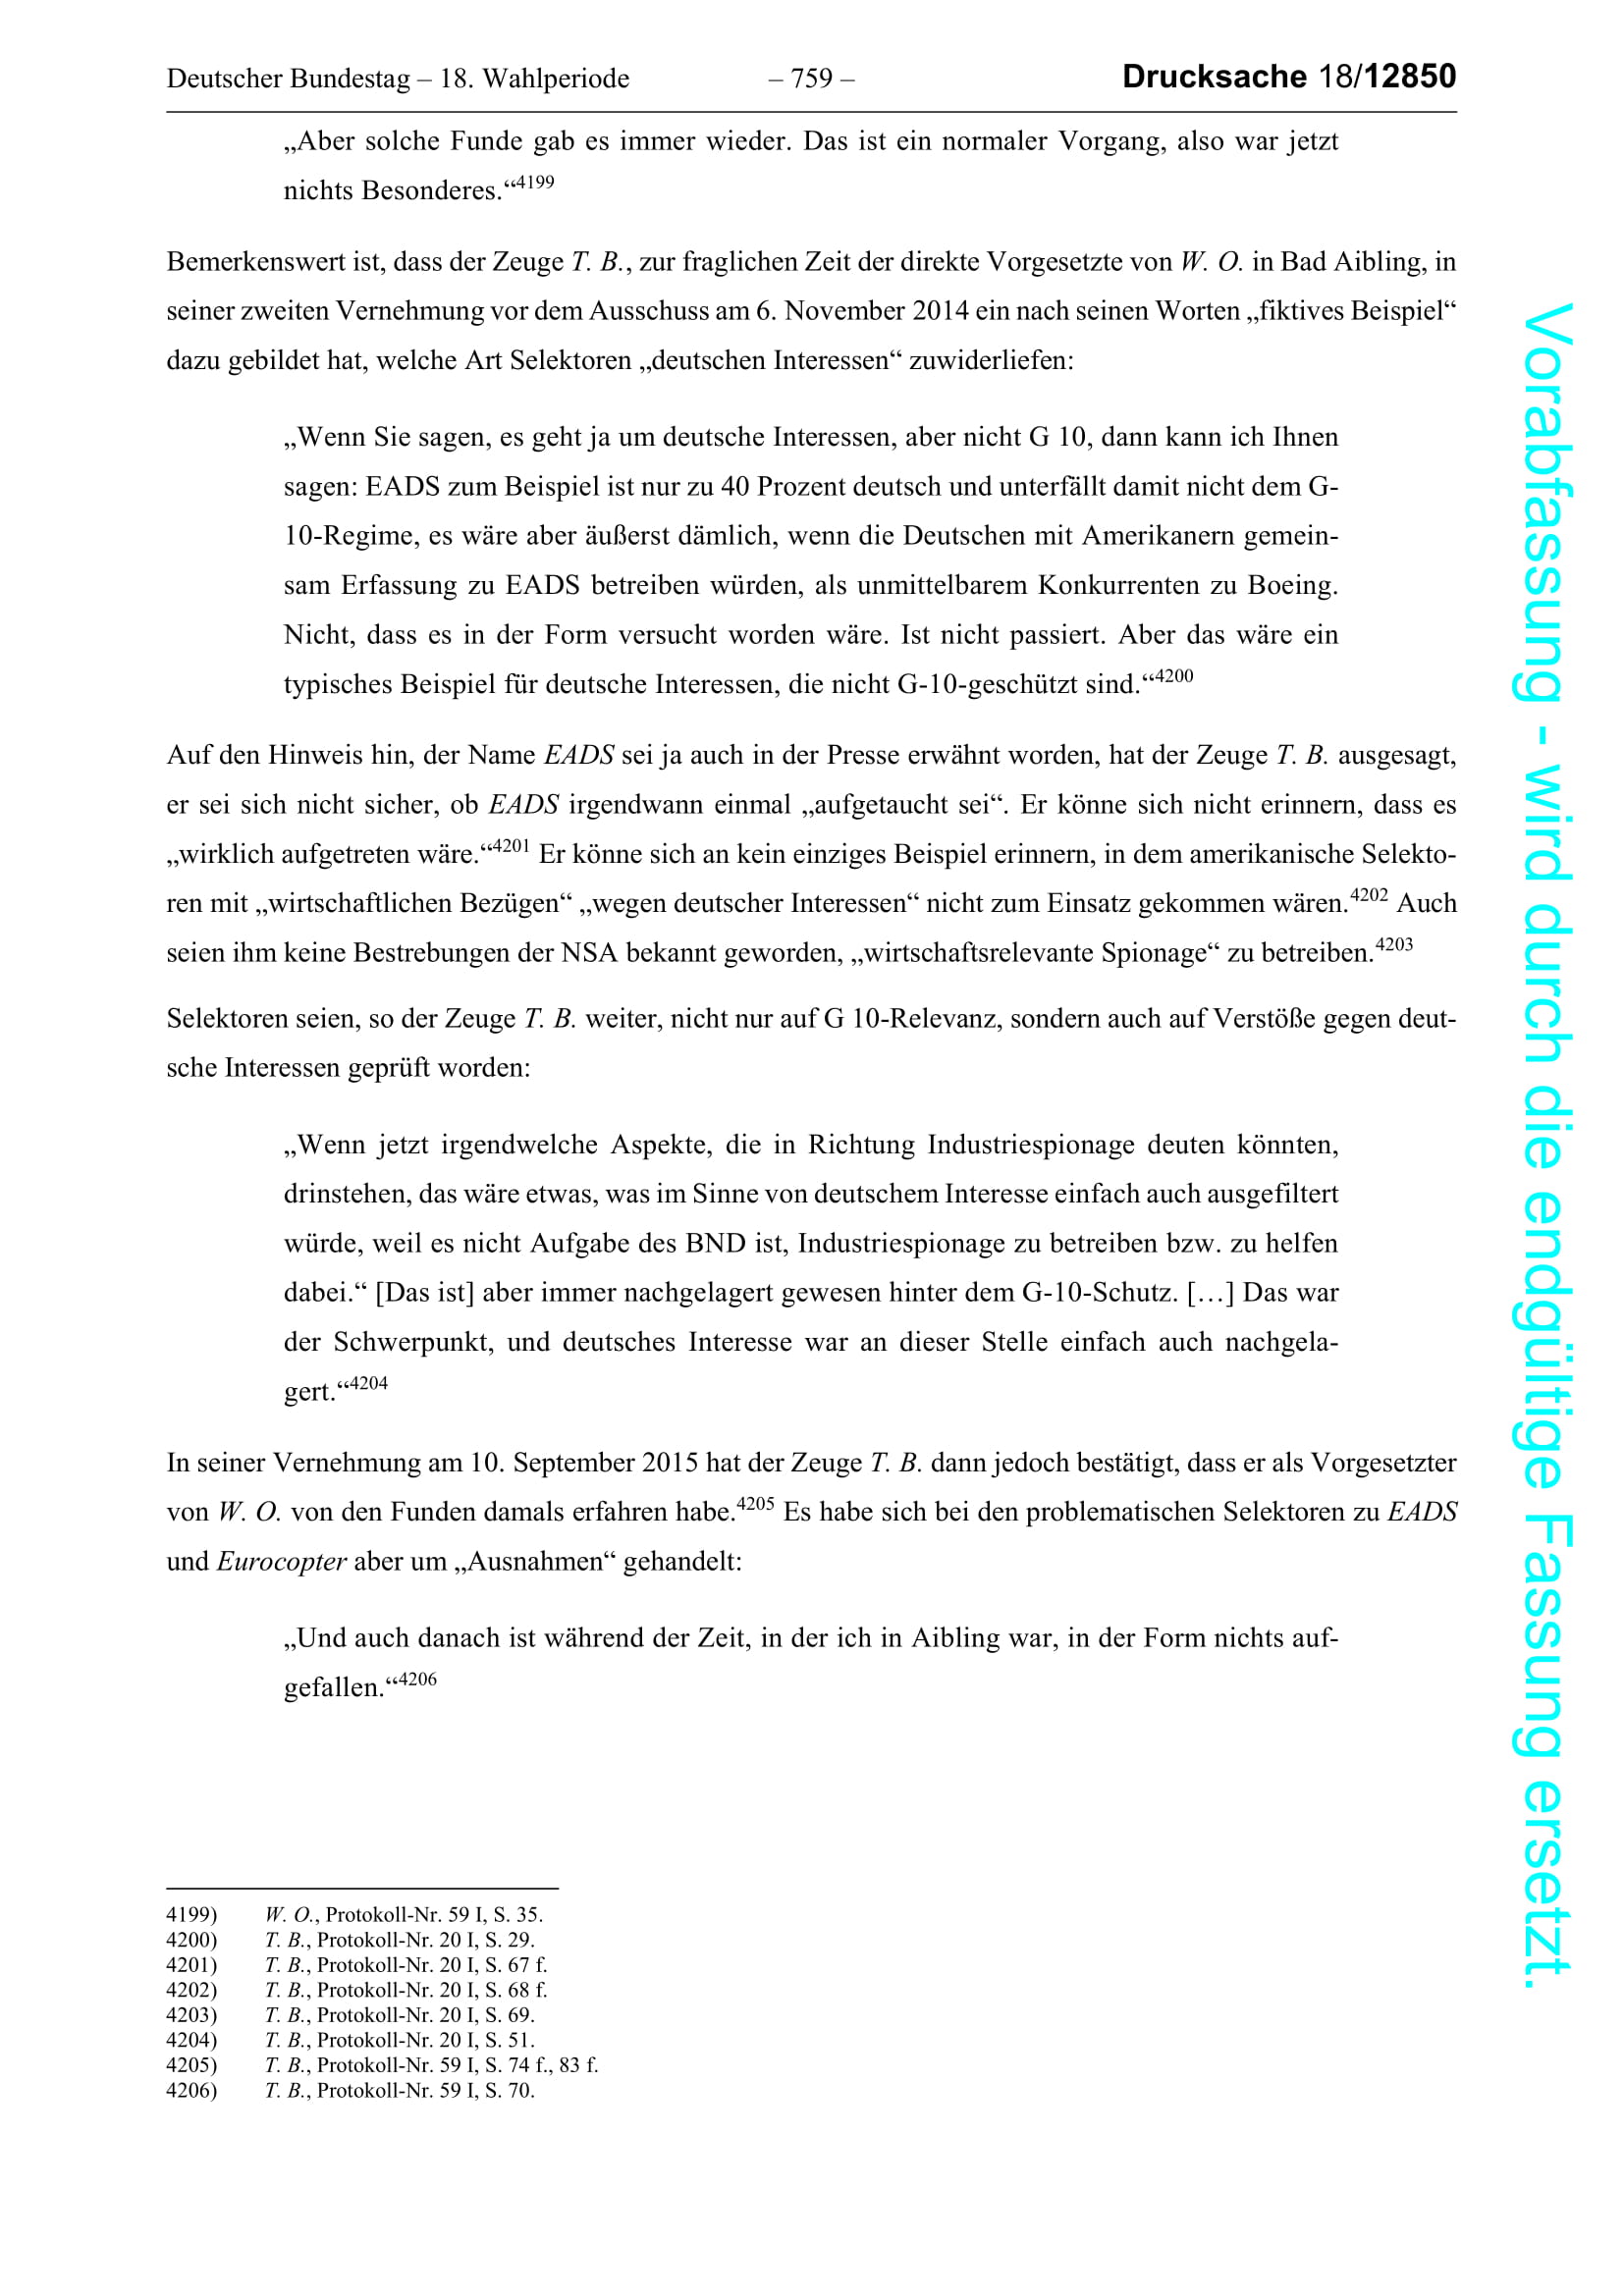 Deutscher Bundestag – 18. Wahlperiode – 759 – Drucksache 18/12850
„Aber solche Funde gab es immer wieder. Das ist ein normaler Vorgang, also war jetzt
nichts Besonderes.“4199
Bemerkenswert ist, dass der Zeuge T. B., zur fraglichen Zeit der direkte Vorgesetzte von W. O. in Bad Aibling, in
seiner zweiten Vernehmung vor dem Ausschuss am 6. November 2014 ein nach seinen Worten „fiktives Beispiel“
dazu gebildet hat, welche Art Selektoren „deutschen Interessen“ zuwiderliefen:
„Wenn Sie sagen, es geht ja um deutsche Interessen, aber nicht G 10, dann kann ich Ihnen
sagen: EADS zum Beispiel ist nur zu 40 Prozent deutsch und unterfällt damit nicht dem G-
10-Regime, es wäre aber äußerst dämlich, wenn die Deutschen mit Amerikanern gemein-
sam Erfassung zu EADS betreiben würden, als unmittelbarem Konkurrenten zu Boeing.
Nicht, dass es in der Form versucht worden wäre. Ist nicht passiert. Aber das wäre ein
typisches Beispiel für deutsche Interessen, die nicht G-10-geschützt sind.“4200
Auf den Hinweis hin, der Name EADS sei ja auch in der Presse erwähnt worden, hat der Zeuge T. B. ausgesagt,
er sei sich nicht sicher, ob EADS irgendwann einmal „aufgetaucht sei“. Er könne sich nicht erinnern, dass es
„wirklich aufgetreten wäre.“4201 Er könne sich an kein einziges Beispiel erinnern, in dem amerikanische Selekto-
ren mit „wirtschaftlichen Bezügen“ „wegen deutscher Interessen“ nicht zum Einsatz gekommen wären.4202 Auch
seien ihm keine Bestrebungen der NSA bekannt geworden, „wirtschaftsrelevante Spionage“ zu betreiben.4203
Selektoren seien, so der Zeuge T. B. weiter, nicht nur auf G 10-Relevanz, sondern auch auf Verstöße gegen deut-
sche Interessen geprüft worden:
„Wenn jetzt irgendwelche Aspekte, die in Richtung Industriespionage deuten könnten,
drinstehen, das wäre etwas, was im Sinne von deutschem Interesse einfach auch ausgefiltert
würde, weil es nicht Aufgabe des BND ist, Industriespionage zu betreiben bzw. zu helfen
dabei.“ [Das ist] aber immer nachgelagert gewesen hinter dem G-10-Schutz. […] Das war
der Schwerpunkt, und deutsches Interesse war an dieser Stelle einfach auch nachgela-
gert.“4204
In seiner Vernehmung am 10. September 2015 hat der Zeuge T. B. dann jedoch bestätigt, dass er als Vorgesetzter
von W. O. von den Funden damals erfahren habe.4205 Es habe sich bei den problematischen Selektoren zu EADS
und Eurocopter aber um „Ausnahmen“ gehandelt:
„Und auch danach ist während der Zeit, in der ich in Aibling war, in der Form nichts auf-
gefallen.“4206
4199) W. O., Protokoll-Nr. 59 I, S. 35.
4200) T. B., Protokoll-Nr. 20 I, S. 29.
4201) T. B., Protokoll-Nr. 20 I, S. 67 f.
4202) T. B., Protokoll-Nr. 20 I, S. 68 f.
4203) T. B., Protokoll-Nr. 20 I, S. 69.
4204) T. B., Protokoll-Nr. 20 I, S. 51.
4205) T. B., Protokoll-Nr. 59 I, S. 74 f., 83 f.
4206) T. B., Protokoll-Nr. 59 I, S. 70.
Vorabfassung - wird durch die endgültige Fassung ersetzt.